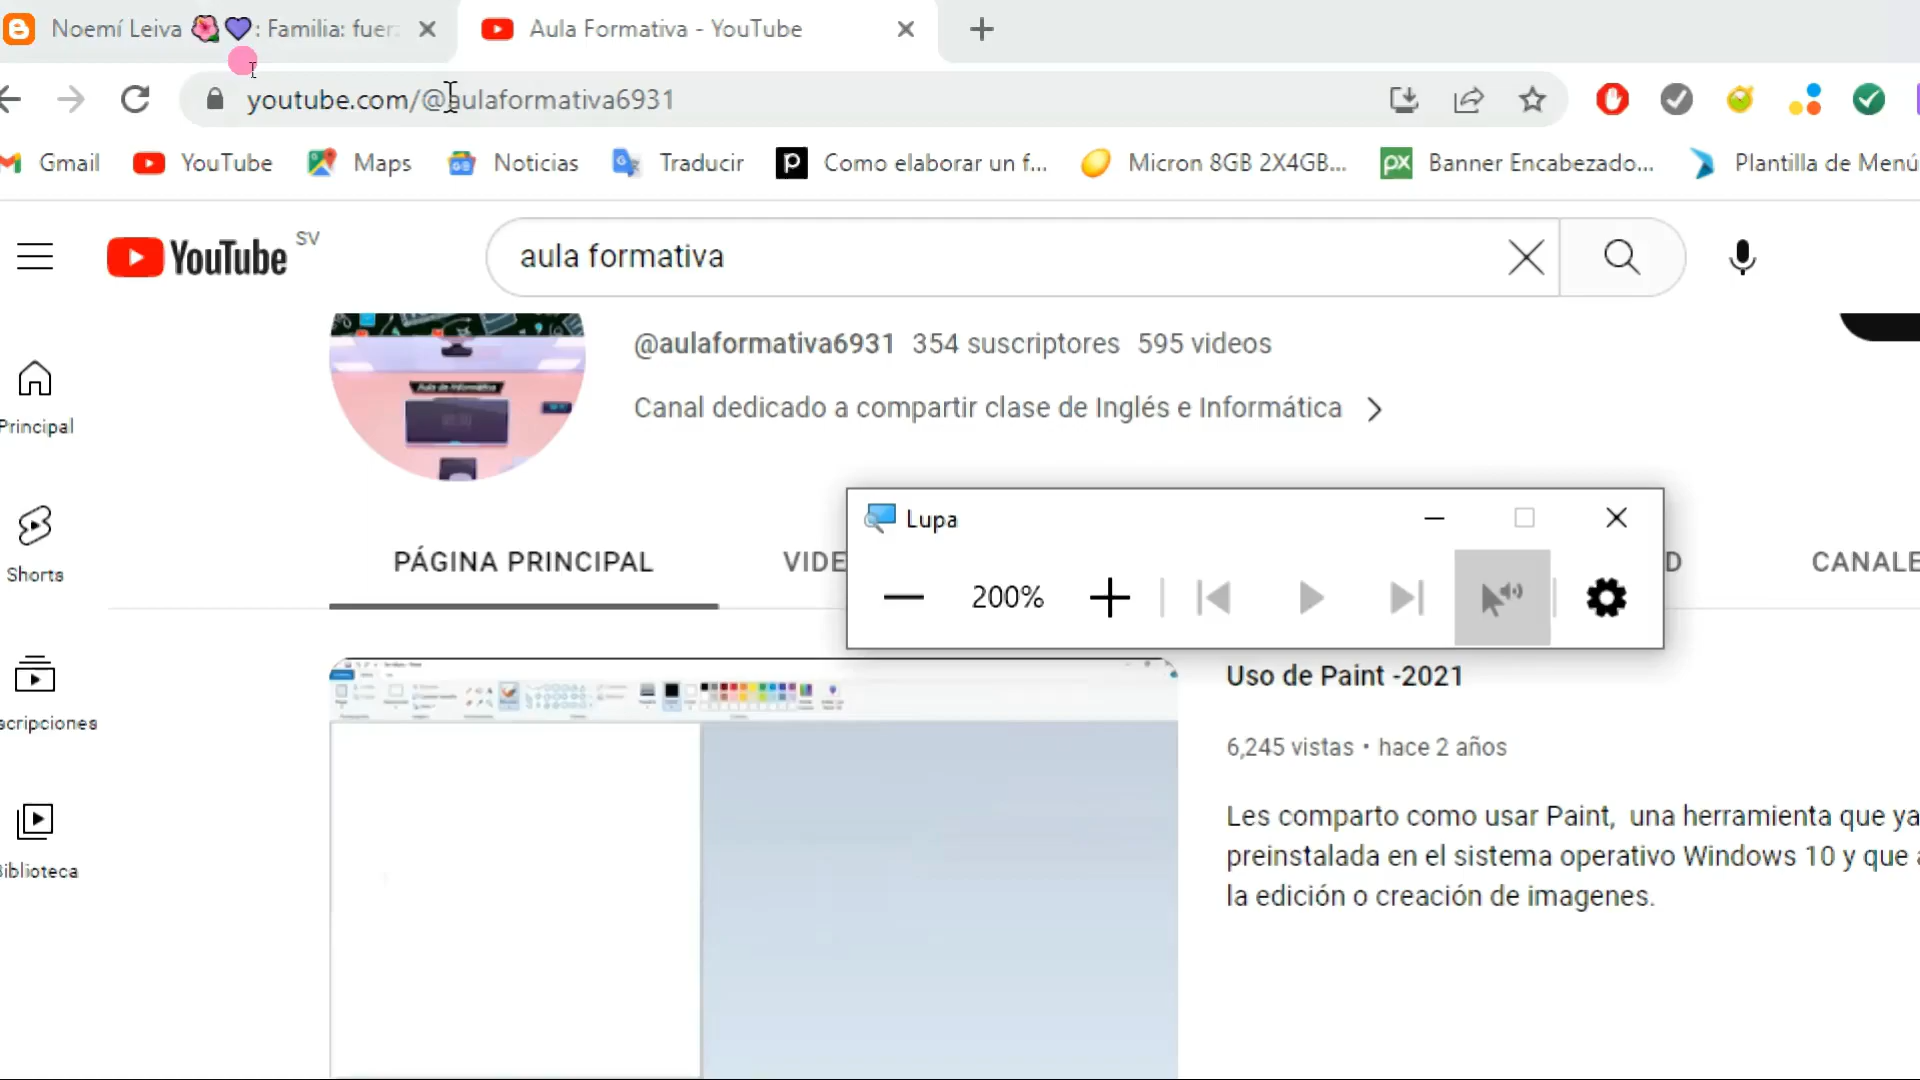 Noemí Leiva 🌺💜: Familia: fuer
Aula Formativa - YouTube
youtube.com/@aulaformativa6931
Gmail
YouTube
Maps
Noticias
Traducir
Como elaborar un f...
Micron 8GB 2X4GB...
Banner Encabezado...
Plantilla de Menú
YouTube SV
aula formativa
@aulaformativa6931 354 suscriptores 595 videos
Canal dedicado a compartir clase de Inglés e Informática
Principal
Shorts
scripciones
Biblioteca
PÁGINA PRINCIPAL
VIDE
D
CANALE
Lupa
200%
Uso de Paint -2021
6,245 vistas • hace 2 años
Les comparto como usar Paint, una herramienta que ya
preinstalada en el sistema operativo Windows 10 y que a
la edición o creación de imagenes.